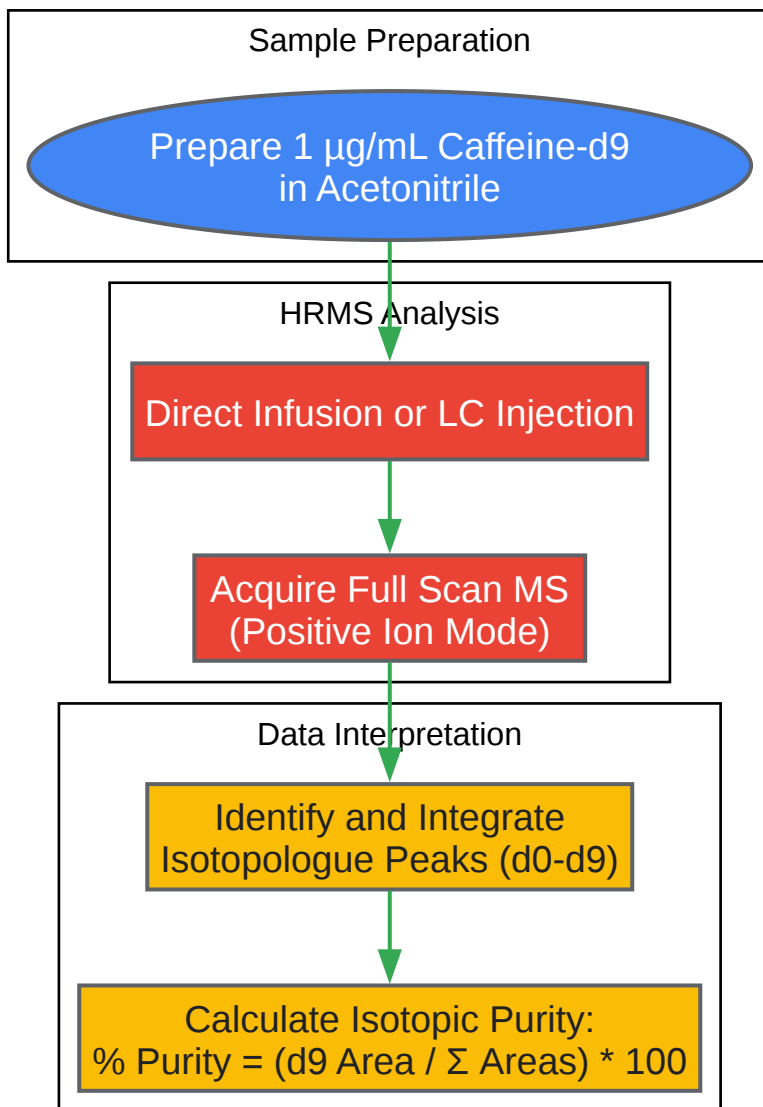 Sample Preparation
Prepare 1 µg/mL Caffeine-d9
in Acetonitrile
HRMS Analysis
Direct Infusion or LC Injection
Acquire Full Scan MS
(Positive Ion Mode)
Data Interpretation
Identify and Integrate
Isotopologue Peaks (d0-d9)
Calculate Isotopic Purity:
% Purity = (d9 Area / Σ Areas) * 100